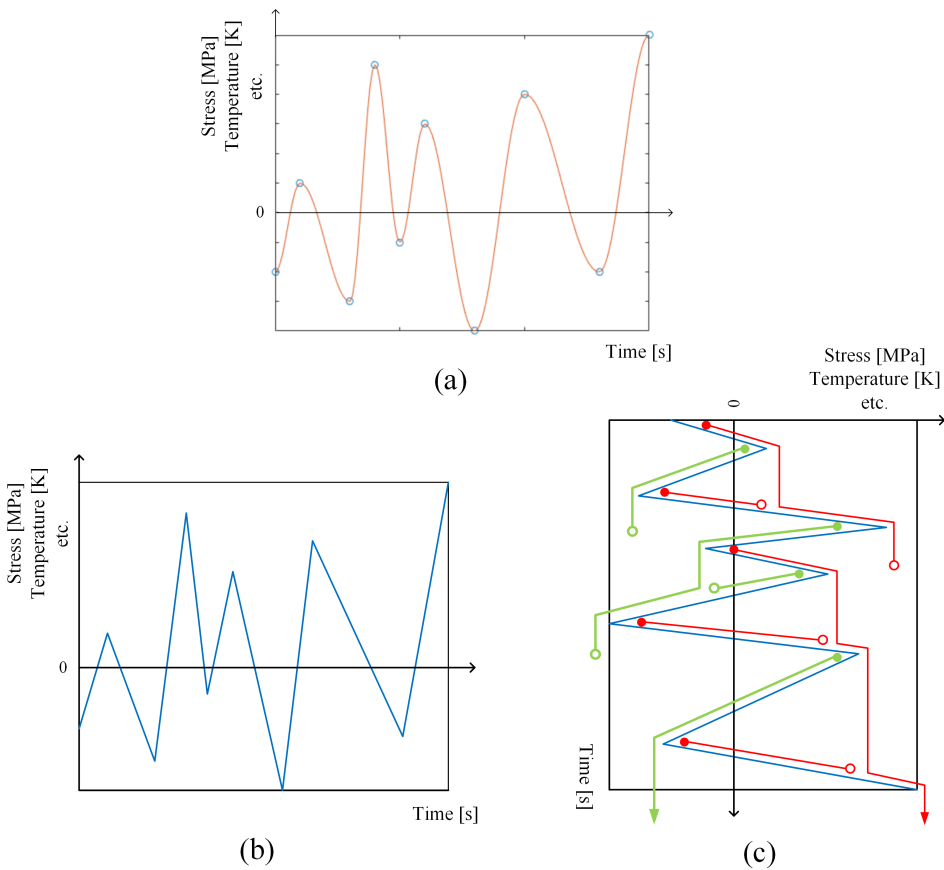 Stress [MPa]
Temperature [K]
etc.
0
Time [s]
(a)
Stress [MPa]
Temperature [K]
etc.
0
Time [s]
(b)
Stress [MPa]
Temperature [K]
etc.
0
Time [s]
(c)